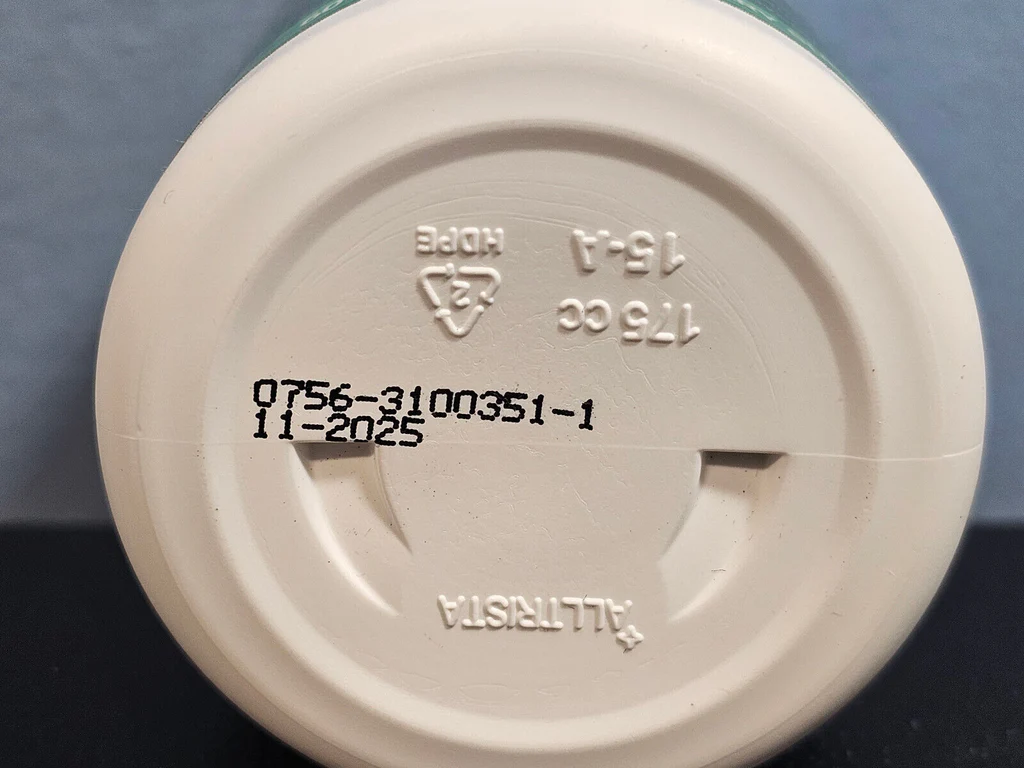 0756-3100351-1
11-2025
ALLTRISTA
175 CC
2
15-A
HDPE